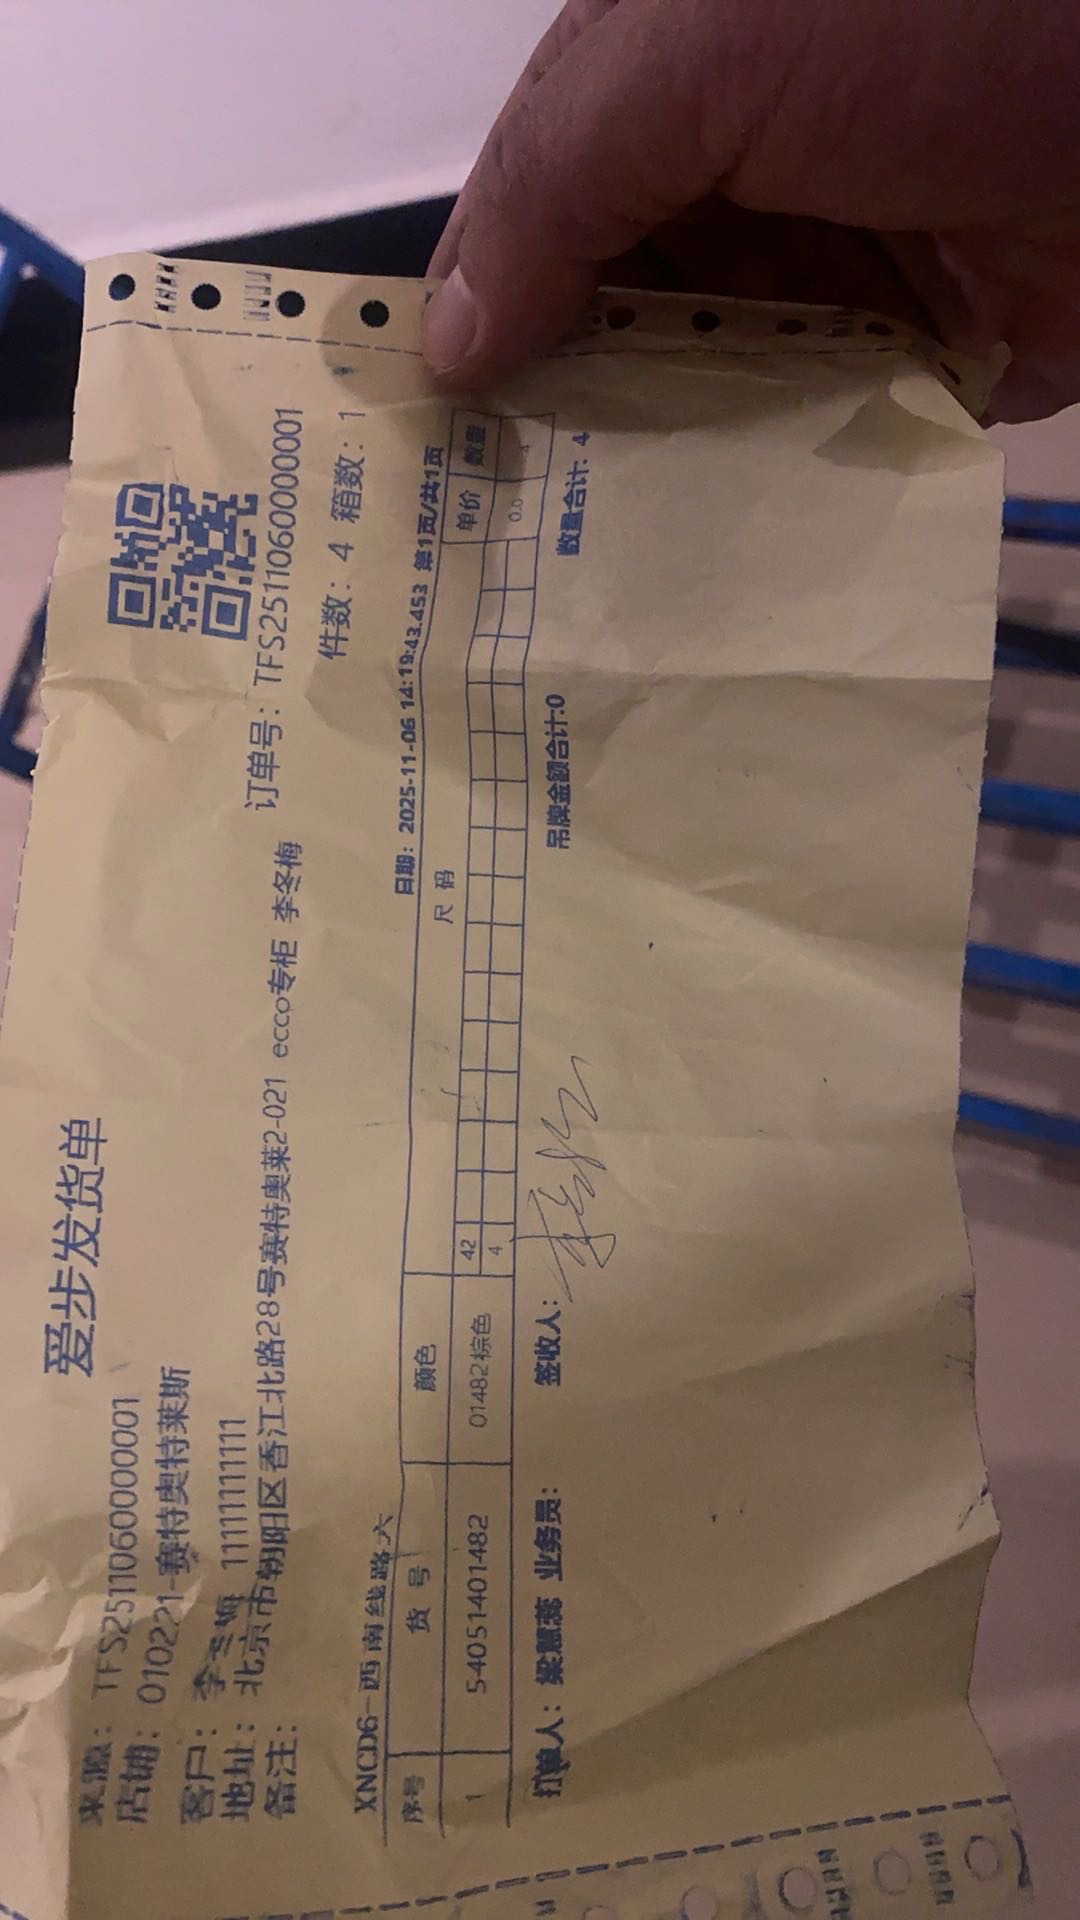 爱步发货单
来源：TFS2511060000001
店铺：010221-赛特奥特莱斯
客户：李冬梅 11111111111 订单号：TFS2511060000001
地址：北京市朝阳区香江北路28号赛特奥莱2-021 ecco专柜 李冬梅
备注： 件数：4 箱数：1
XNCD6-西南线路六 日期：2025-11-06 14:19:43.453 第1页/共1页
序号 货 号 颜色 尺 码 单价 数量
42
1 54051401482 01482棕色 4 0.0 4
打单人：梁慧蕊 业务员： 签收人： 吊牌金额合计:0 数量合计: 4